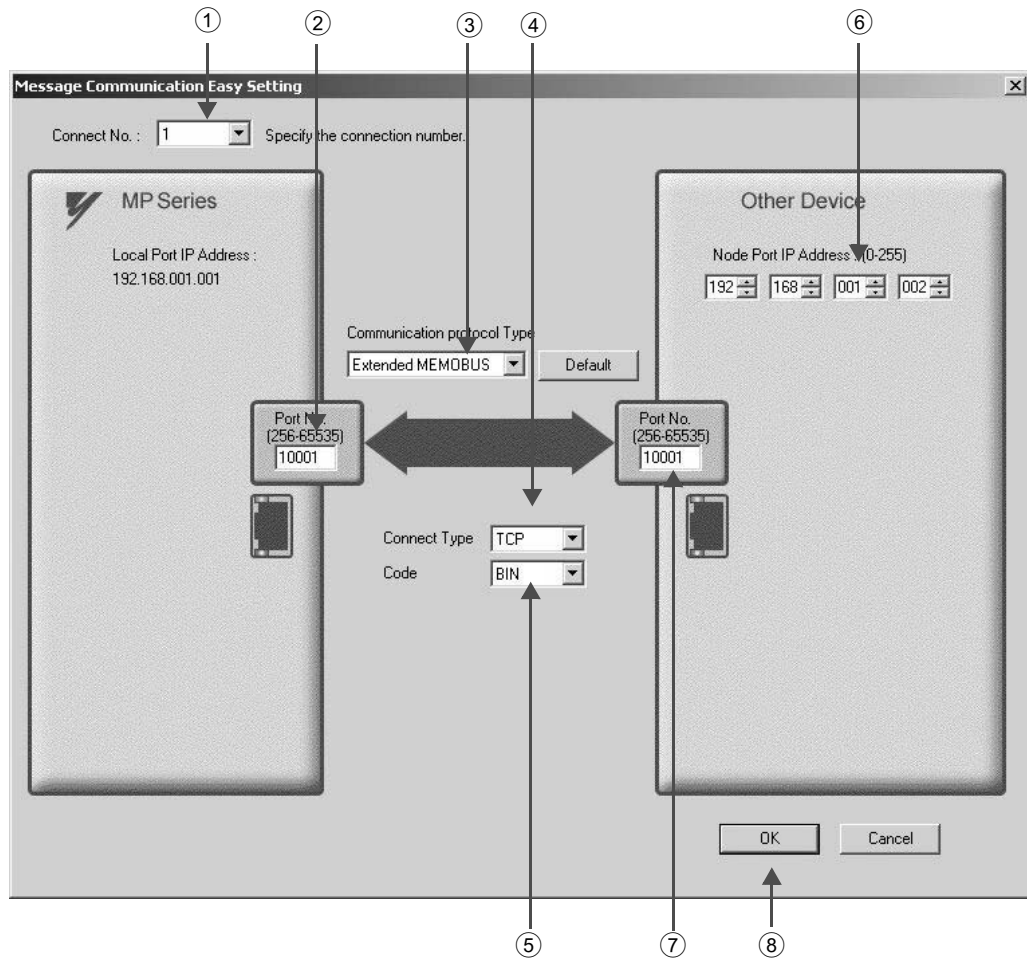 ① ② ③ ④ ⑥
Message Communication Easy Setting
Connect No. : 1 Specify the connection number.
MP Series
Local Port IP Address :
192.168.001.001
Other Device
Node Port IP Address : (0-255)
192 168 001 002
Communication protocol Type
Extended MEMOBUS Default
Port No.
(256-65535)
10001
Port No.
(256-65535)
10001
Connect Type TCP
Code BIN
OK Cancel
⑤ ⑦ ⑧